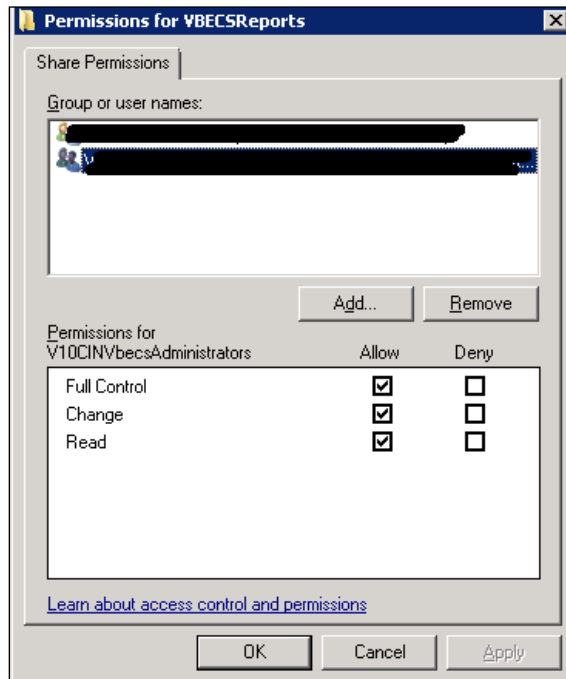 Permissions for VBECSReports
Share Permissions
Group or user names:
Add...
Remove
Permissions for
V10CINVbecsAdministrators
Allow
Deny
Full Control
Change
Read
Learn about access control and permissions
OK
Cancel
Apply